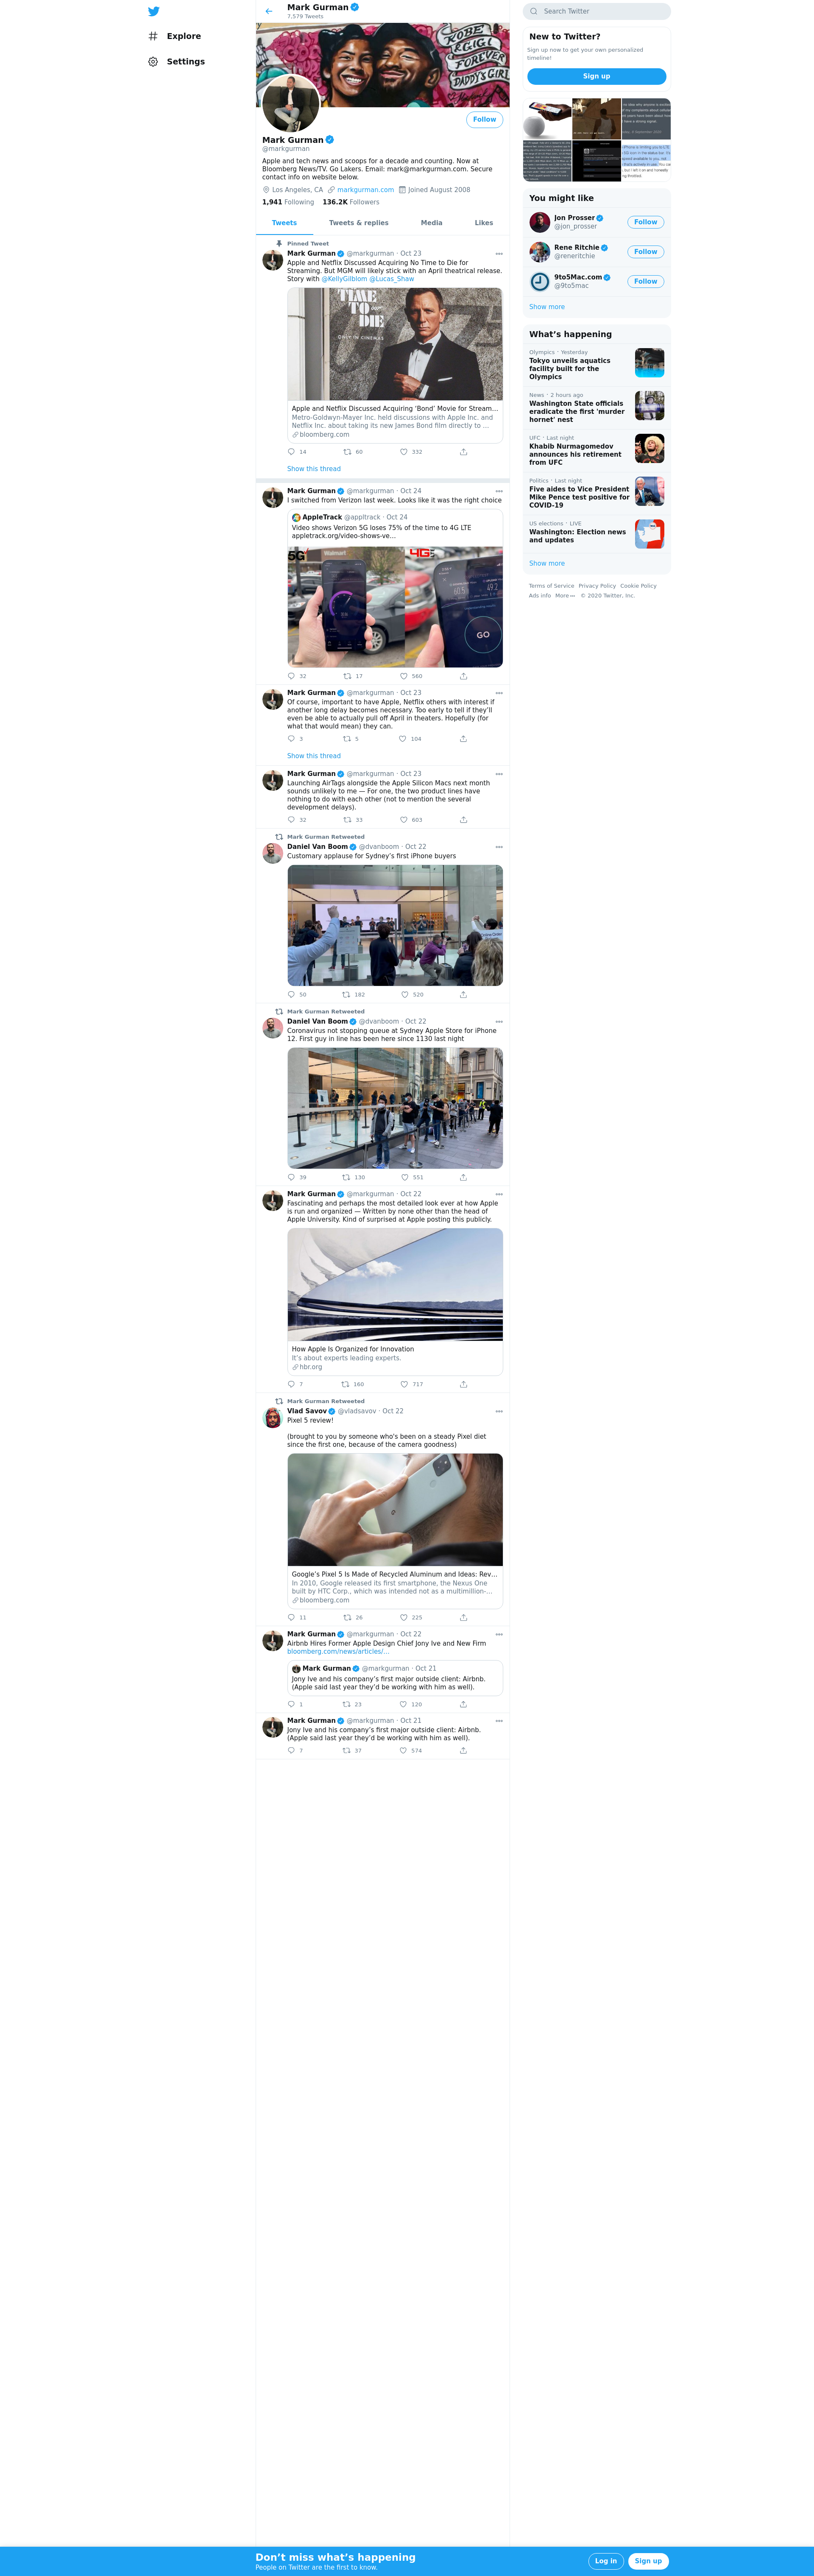 Explore
Settings
Mark Gurman
7,579 Tweets
KOBE
GIGI
FOREVER
DADDY'S
GIRL
Follow
Mark Gurman
@markgurman
Apple and tech news and scoops for a decade and counting. Now at
Bloomberg News/TV. Go Lakers. Email: mark@markgurman.com. Secure
contact info on website below.
Los Angeles, CA markgurman.com Joined August 2008
1,941 Following 136.2K Followers
Tweets Tweets & replies Media Likes
Pinned Tweet
Mark Gurman @markgurman · Oct 23
Apple and Netflix Discussed Acquiring No Time to Die for
Streaming. But MGM will likely stick with an April theatrical release.
Story with @KellyGilblom @Lucas_Shaw
TIME TO
DIE
ONLY IN CINEMAS
Apple and Netflix Discussed Acquiring ‘Bond’ Movie for Stream…
Metro-Goldwyn-Mayer Inc. held discussions with Apple Inc. and
Netflix Inc. about taking its new James Bond film directly to …
bloomberg.com
14 60 332
Show this thread
Mark Gurman @markgurman · Oct 24
I switched from Verizon last week. Looks like it was the right choice
AppleTrack @appltrack · Oct 24
Video shows Verizon 5G loses 75% of the time to 4G LTE
appletrack.org/video-shows-ve…
5G
Walmart
4G
60.5 49.2
GO
32 17 560
Mark Gurman @markgurman · Oct 23
Of course, important to have Apple, Netflix others with interest if
another long delay becomes necessary. Too early to tell if they’ll
even be able to actually pull off April in theaters. Hopefully (for
what that would mean) they can.
3 5 104
Show this thread
Mark Gurman @markgurman · Oct 23
Launching AirTags alongside the Apple Silicon Macs next month
sounds unlikely to me — For one, the two product lines have
nothing to do with each other (not to mention the several
development delays).
32 33 603
Mark Gurman Retweeted
Daniel Van Boom @dvanboom · Oct 22
Customary applause for Sydney’s first iPhone buyers
50 182 520
Mark Gurman Retweeted
Daniel Van Boom @dvanboom · Oct 22
Coronavirus not stopping queue at Sydney Apple Store for iPhone
12. First guy in line has been here since 1130 last night
39 130 551
Mark Gurman @markgurman · Oct 22
Fascinating and perhaps the most detailed look ever at how Apple
is run and organized — Written by none other than the head of
Apple University. Kind of surprised at Apple posting this publicly.
How Apple Is Organized for Innovation
It’s about experts leading experts.
hbr.org
7 160 717
Mark Gurman Retweeted
Vlad Savov @vladsavov · Oct 22
Pixel 5 review!
(brought to you by someone who's been on a steady Pixel diet
since the first one, because of the camera goodness)
Google’s Pixel 5 Is Made of Recycled Aluminum and Ideas: Rev…
In 2010, Google released its first smartphone, the Nexus One
built by HTC Corp., which was intended not as a multimillion-…
bloomberg.com
11 26 225
Mark Gurman @markgurman · Oct 22
Airbnb Hires Former Apple Design Chief Jony Ive and New Firm
bloomberg.com/news/articles/…
Mark Gurman @markgurman · Oct 21
Jony Ive and his company’s first major outside client: Airbnb.
(Apple said last year they’d be working with him as well).
1 23 120
Mark Gurman @markgurman · Oct 21
Jony Ive and his company’s first major outside client: Airbnb.
(Apple said last year they’d be working with him as well).
7 37 574
Search Twitter
New to Twitter?
Sign up now to get your own personalized
timeline!
Sign up
You might like
Jon Prosser
@jon_prosser
Follow
Rene Ritchie
@reneritchie
Follow
9to5Mac.com
@9to5mac
Follow
Show more
What’s happening
Olympics · Yesterday
Tokyo unveils aquatics
facility built for the
Olympics
News · 2 hours ago
Washington State officials
eradicate the first 'murder
hornet' nest
UFC · Last night
Khabib Nurmagomedov
announces his retirement
from UFC
Politics · Last night
Five aides to Vice President
Mike Pence test positive for
COVID-19
US elections · LIVE
Washington: Election news
and updates
Show more
Terms of Service Privacy Policy Cookie Policy
Ads info More © 2020 Twitter, Inc.
Don’t miss what’s happening
People on Twitter are the first to know.
Log in
Sign up